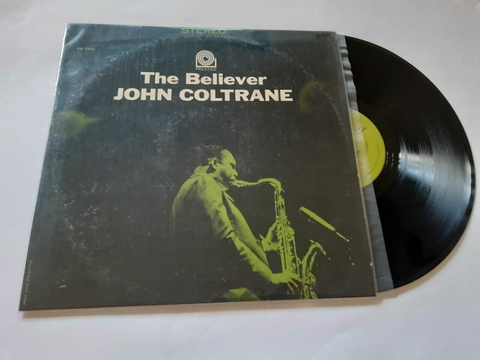 STEREO
The Believer
JOHN COLTRANE